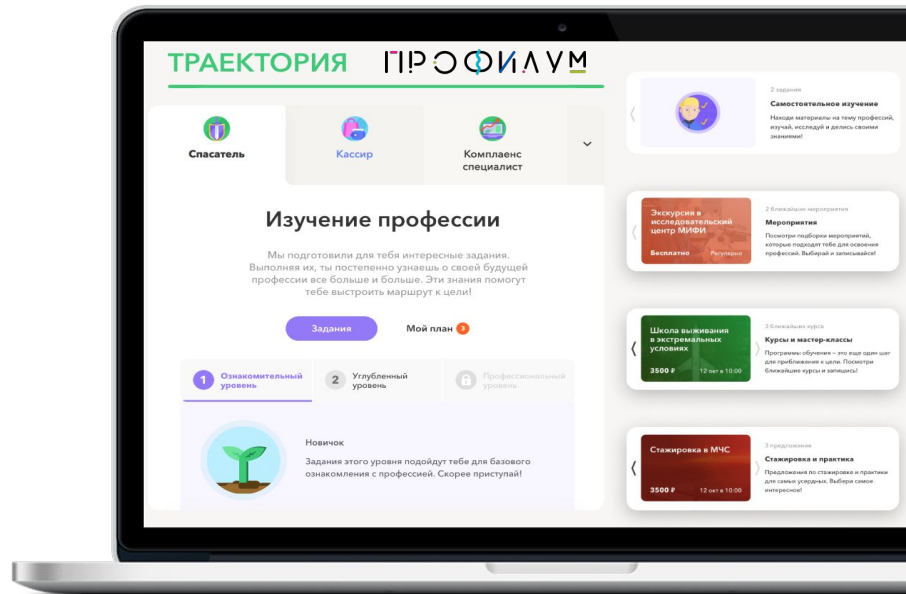 ТРАЕКТОРИЯ ПРОФИЛУМ
Спасатель
Кассир
Комплаенс
специалист
Изучение профессии
Мы подготовили для тебя интересные задания.
Выполняя их, ты постепенно узнаешь о своей будущей
профессии все больше и больше. Эти знания помогут
тебе выстроить маршрут к цели!
Задания
Мой план 3
1 Ознакомительный
уровень
2 Углубленный
уровень
Профессиональный
уровень
Новичок
Задания этого уровня подойдут тебе для базового
ознакомления с профессией. Скорее приступай!
2 задания
Самостоятельное изучение
Находи материалы на тему профессий,
изучай, исследуй и делись своими
знаниями!
Экскурсия в
исследовательский
центр МИФИ
Бесплатно Регулярно
2 ближайших мероприятия
Мероприятия
Посмотри подборки мероприятий,
которые подходят тебе для освоения
профессий. Выбирай и записывайся!
Школа выживания
в экстремальных
условиях
3500 ₽ 12 окт в 10:00
2 ближайших курса
Курсы и мастер-классы
Программы обучения – это еще один шаг
для приближения к цели. Посмотри
ближайшие курсы и запишись!
Стажировка в МЧС
3500 ₽ 12 окт в 10:00
3 предложения
Стажировка и практика
Предложения по стажировке и практики
для самых усердных. Выбери самое
интересное!